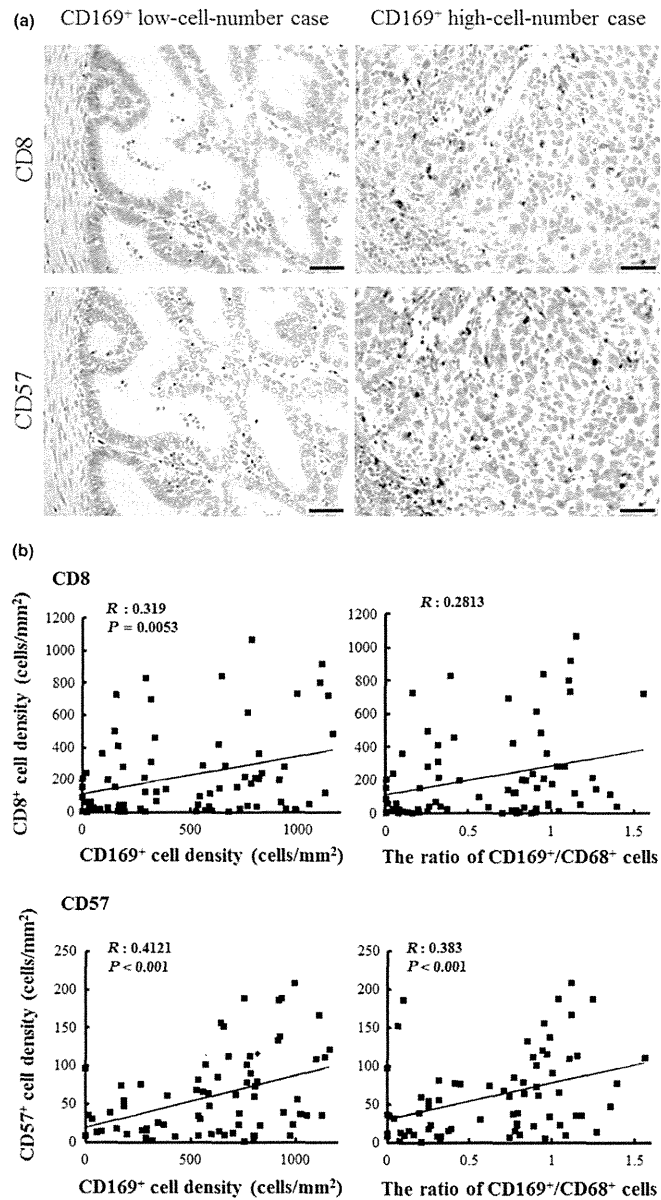 (a) CD169⁺ low-cell-number case CD169⁺ high-cell-number case
CD8
CD57
(b)
CD8
R : 0.319
P = 0.0053
1200
1000
800
600
400
200
0
CD8⁺ cell density (cells/mm²)
0 500 1000
CD169⁺ cell density (cells/mm²)
R : 0.2813
1200
1000
800
600
400
200
0
0 0.5 1 1.5
The ratio of CD169⁺/CD68⁺ cells
CD57
R : 0.4121
P < 0.001
250
200
150
100
50
0
CD57⁺ cell density (cells/mm²)
0 500 1000
CD169⁺ cell density (cells/mm²)
R : 0.383
P < 0.001
250
200
150
100
50
0
0 0.5 1 1.5
The ratio of CD169⁺/CD68⁺ cells